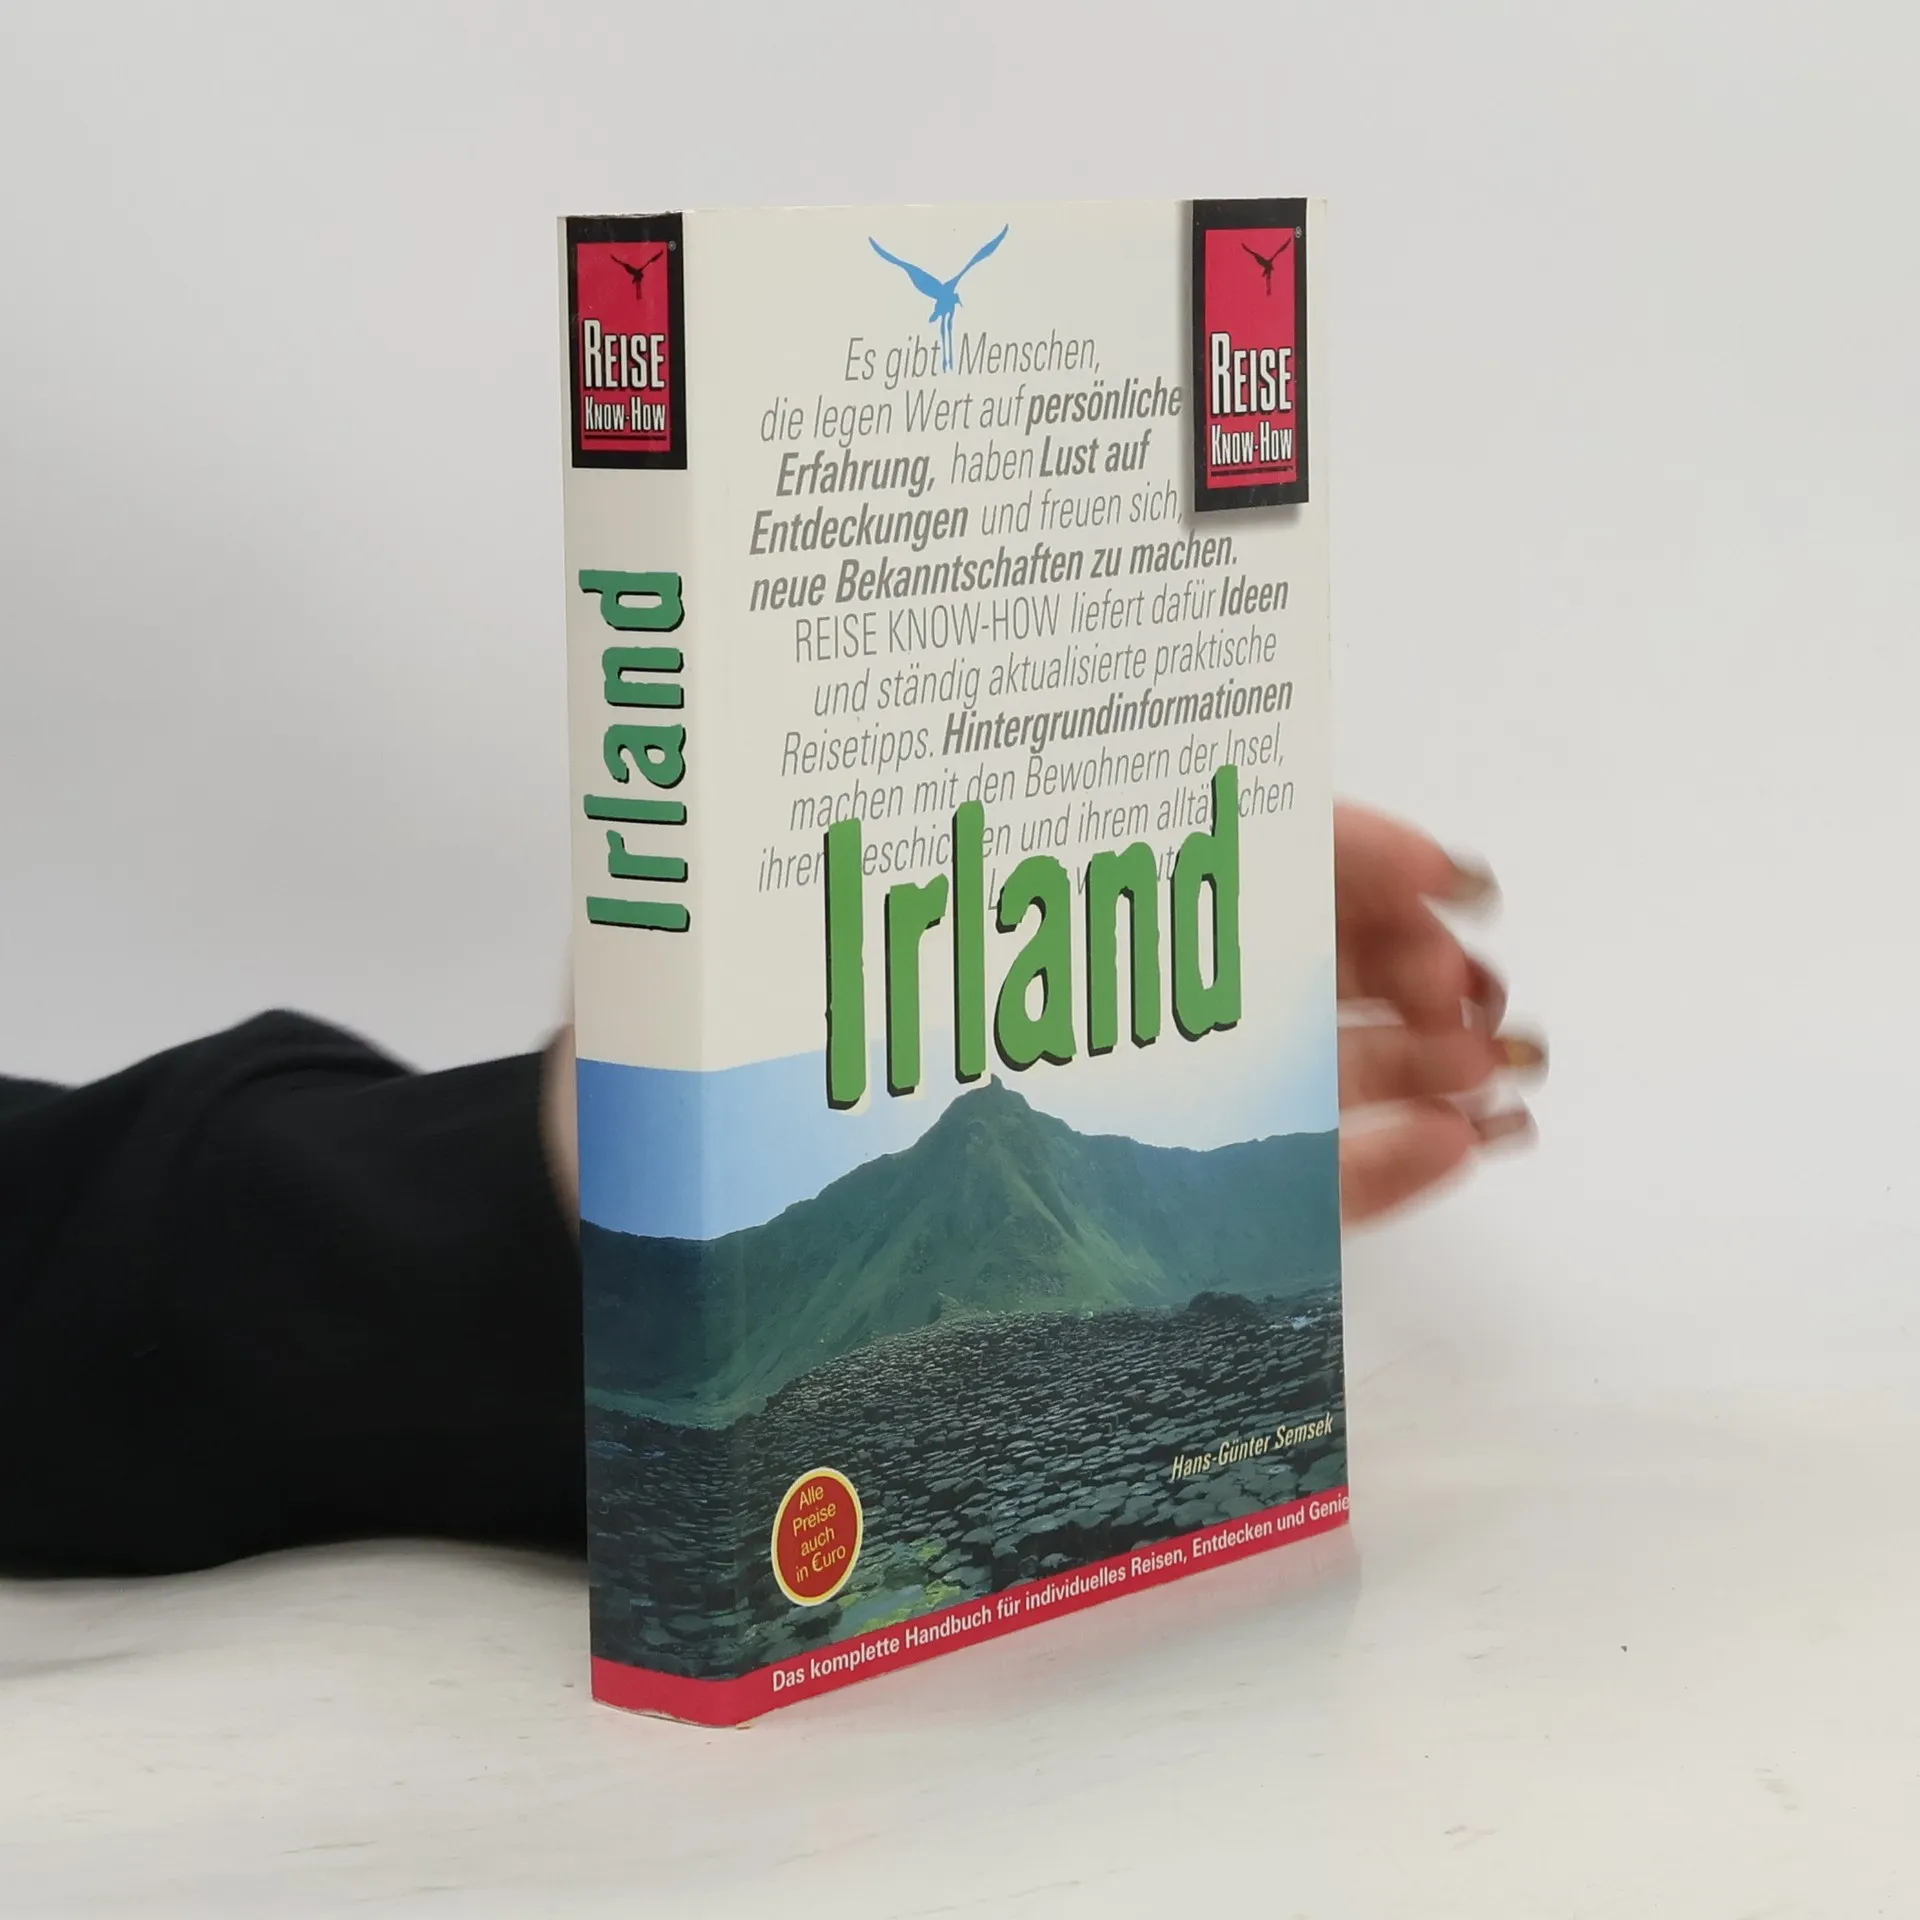 REISE
KNOW-HOW
Irland
Es gibt Menschen,
die legen Wert auf persönliche
Erfahrung, haben Lust auf
Entdeckungen und freuen sich,
neue Bekanntschaften zu machen.
REISE KNOW-HOW liefert dafür Ideen
und ständig aktualisierte praktische
Reisetipps. Hintergrundinformationen
machen mit den Bewohnern der Insel,
und ihrem
REISE
KNOW-HOW
Irland
Hans-Günter Semsek
Alle
Preise
auch
in €uro
Das komplette Handbuch für individuelles Reisen, Entdecken und Genie